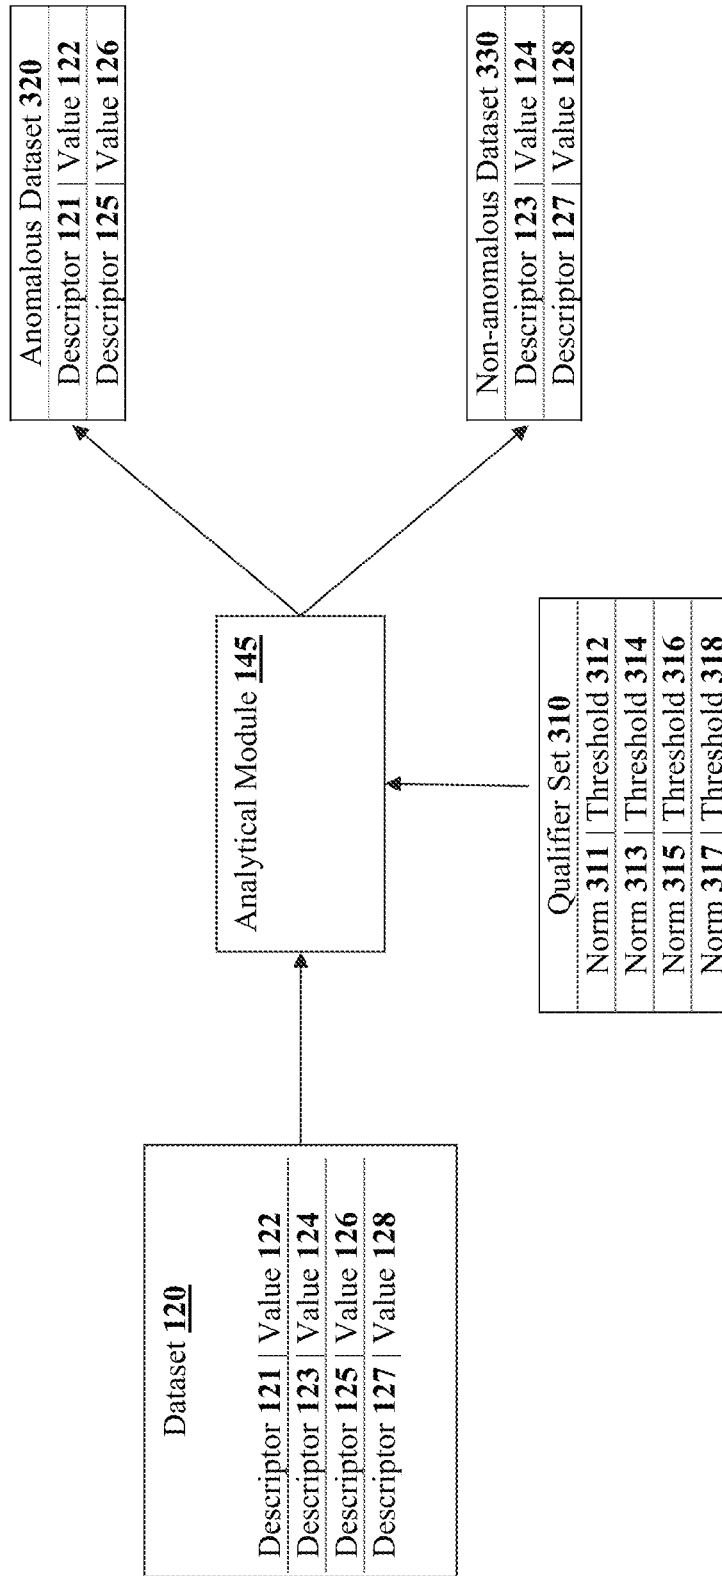 Dataset 120
Descriptor 121 | Value 122
Descriptor 123 | Value 124
Descriptor 125 | Value 126
Descriptor 127 | Value 128
Analytical Module 145
Qualifier Set 310
Norm 311 | Threshold 312
Norm 313 | Threshold 314
Norm 315 | Threshold 316
Norm 317 | Threshold 318
Anomalous Dataset 320
Descriptor 121 | Value 122
Descriptor 125 | Value 126
Non-anomalous Dataset 330
Descriptor 123 | Value 124
Descriptor 127 | Value 128